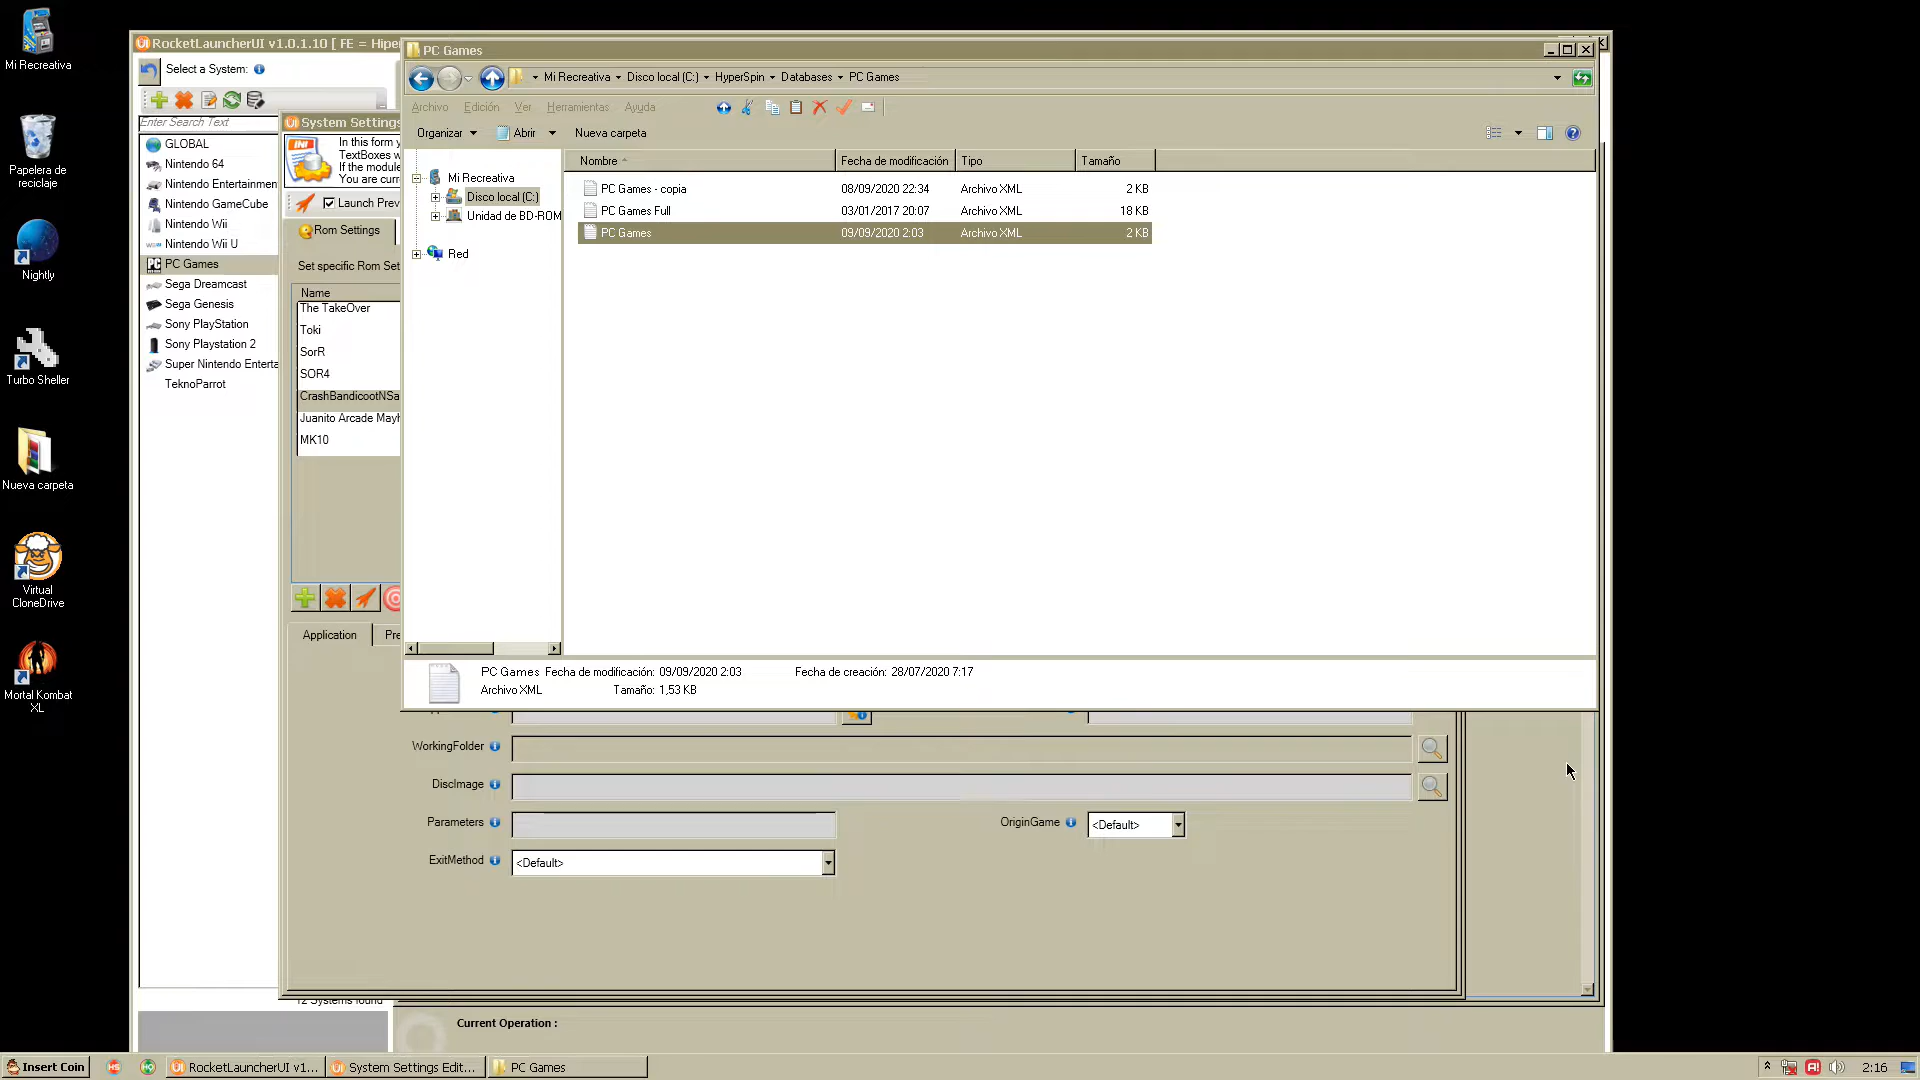 Mi Recreativa
Papelera de
reciclaje
Nightly
Turbo Sheller
Nueva carpeta
Virtual
CloneDrive
Mortal Kombat
XL
RocketLauncherUI v1.0.1.10 [ FE = Hiper
Select a System:
Enter Search Text
GLOBAL
Nintendo 64
Nintendo Entertainmen
Nintendo GameCube
Nintendo Wii
Nintendo Wii U
PC Games
Sega Dreamcast
Sega Genesis
Sony PlayStation
Sony Playstation 2
Super Nintendo Enterta
TeknoParrot
12 Systems found
System Settings
In this form y
TextBoxes w
If the module
You are curr
Launch Prev
Rom Settings
Set specific Rom Set
Name
The TakeOver
Toki
SorR
SOR4
CrashBandicootNSa
Juanito Arcade Mayh
MK10
Application
Pre
PC Games
Mi Recreativa
Disco local (C:)
HyperSpin
Databases
PC Games
Archivo
Edición
Ver
Herramientas
Ayuda
Organizar
Abrir
Nueva carpeta
Mi Recreativa
Disco local (C:)
Unidad de BD-ROM
Red
Nombre
Fecha de modificación
Tipo
Tamaño
PC Games - copia
08/09/2020 22:34
Archivo XML
2 KB
PC Games Full
03/01/2017 20:07
Archivo XML
18 KB
PC Games
09/09/2020 2:03
Archivo XML
2 KB
PC Games Fecha de modificación: 09/09/2020 2:03 Fecha de creación: 28/07/2020 7:17
Archivo XML Tamaño: 1,53 KB
WorkingFolder
DiscImage
Parameters
OriginGame
<Default>
ExitMethod
<Default>
Current Operation :
Insert Coin
HS
HQ
RocketLauncherUI v1...
System Settings Edit...
PC Games
2:16